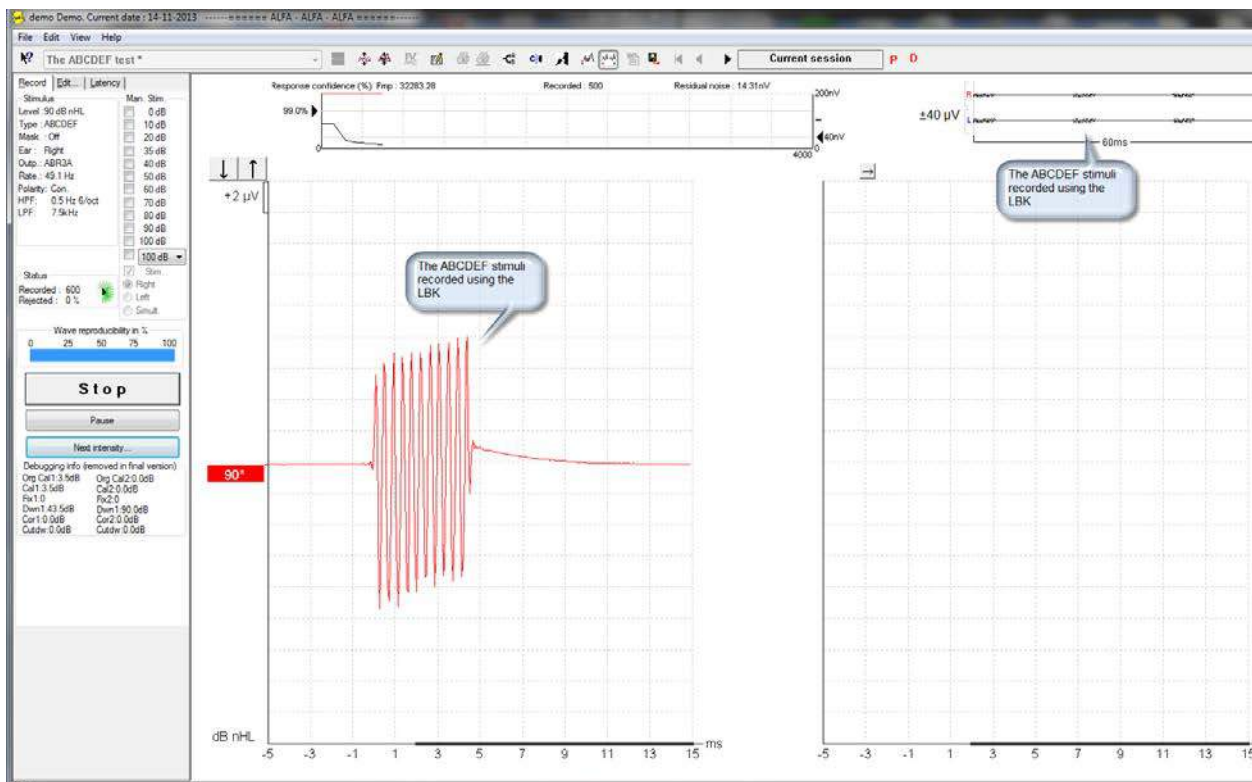 demo Demo. Current date : 14-11-2013 ------====== ALFA - ALFA - ALFA ======------
File Edit View Help
The ABCDEF test *
Current session P D
Record Edit... Latency
Stimulus
Level :90 dB nHL
Type : ABCDEF
Mask : Off
Ear : Right
Outp.: ABR3A
Rate.: 49.1 Hz
Polarity: Con.
HPF: 0.5 Hz 6/oct
LPF: 7.5kHz
Man. Stim.
0 dB
10 dB
20 dB
35 dB
40 dB
50 dB
60 dB
70 dB
80 dB
90 dB
100 dB
100 dB
Stim.
Right
Left
Simult.
Status
Recorded : 600
Rejected : 0 %
Wave reproducibility in %
0 25 50 75 100
Stop
Pause
Next intensity...
Debugging info (removed in final version)
Org Cal1:3.5dB Org Cal2:0.0dB
Cal1:3.5dB Cal2:0.0dB
Fix1:0 Fix2:0
Dwn1:43.5dB Dwn1:90.0dB
Cor1:0.0dB Cor2:0.0dB
Cutdw:0.0dB Cutdw:0.0dB
Response confidence (%) Fmp : 32283.28 Recorded : 500 Residual noise : 14.31nV
99.0%
200nV
40nV
0 4000 0
±40 µV
R
L
60ms
The ABCDEF stimuli
recorded using the
LBK
+2 µV
The ABCDEF stimuli
recorded using the
LBK
90"
dB nHL
-5 -3 -1 1 3 5 7 9 11 13 15 ms
-5 -3 -1 1 3 5 7 9 11 13 15